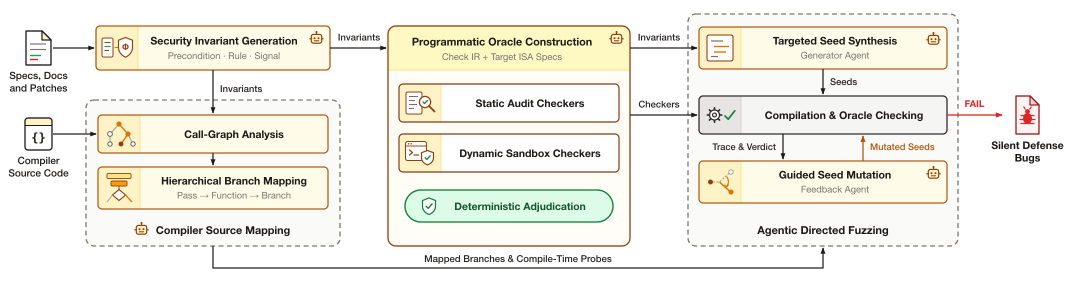 Specs, Docs
and Patches
Security Invariant Generation
Precondition · Rule · Signal
Φ
Invariants
Invariants
{}
Compiler
Source Code
Call-Graph Analysis
Hierarchical Branch Mapping
Pass → Function → Branch
Compiler Source Mapping
Programmatic Oracle Construction
Check IR + Target ISA Specs
Static Audit Checkers
Dynamic Sandbox Checkers
Deterministic Adjudication
Invariants
Checkers
Targeted Seed Synthesis
Generator Agent
Seeds
Compilation & Oracle Checking
Trace & Verdict
Mutated Seeds
Guided Seed Mutation
Feedback Agent
Agentic Directed Fuzzing
FAIL
Silent Defense
Bugs
Mapped Branches & Compile-Time Probes